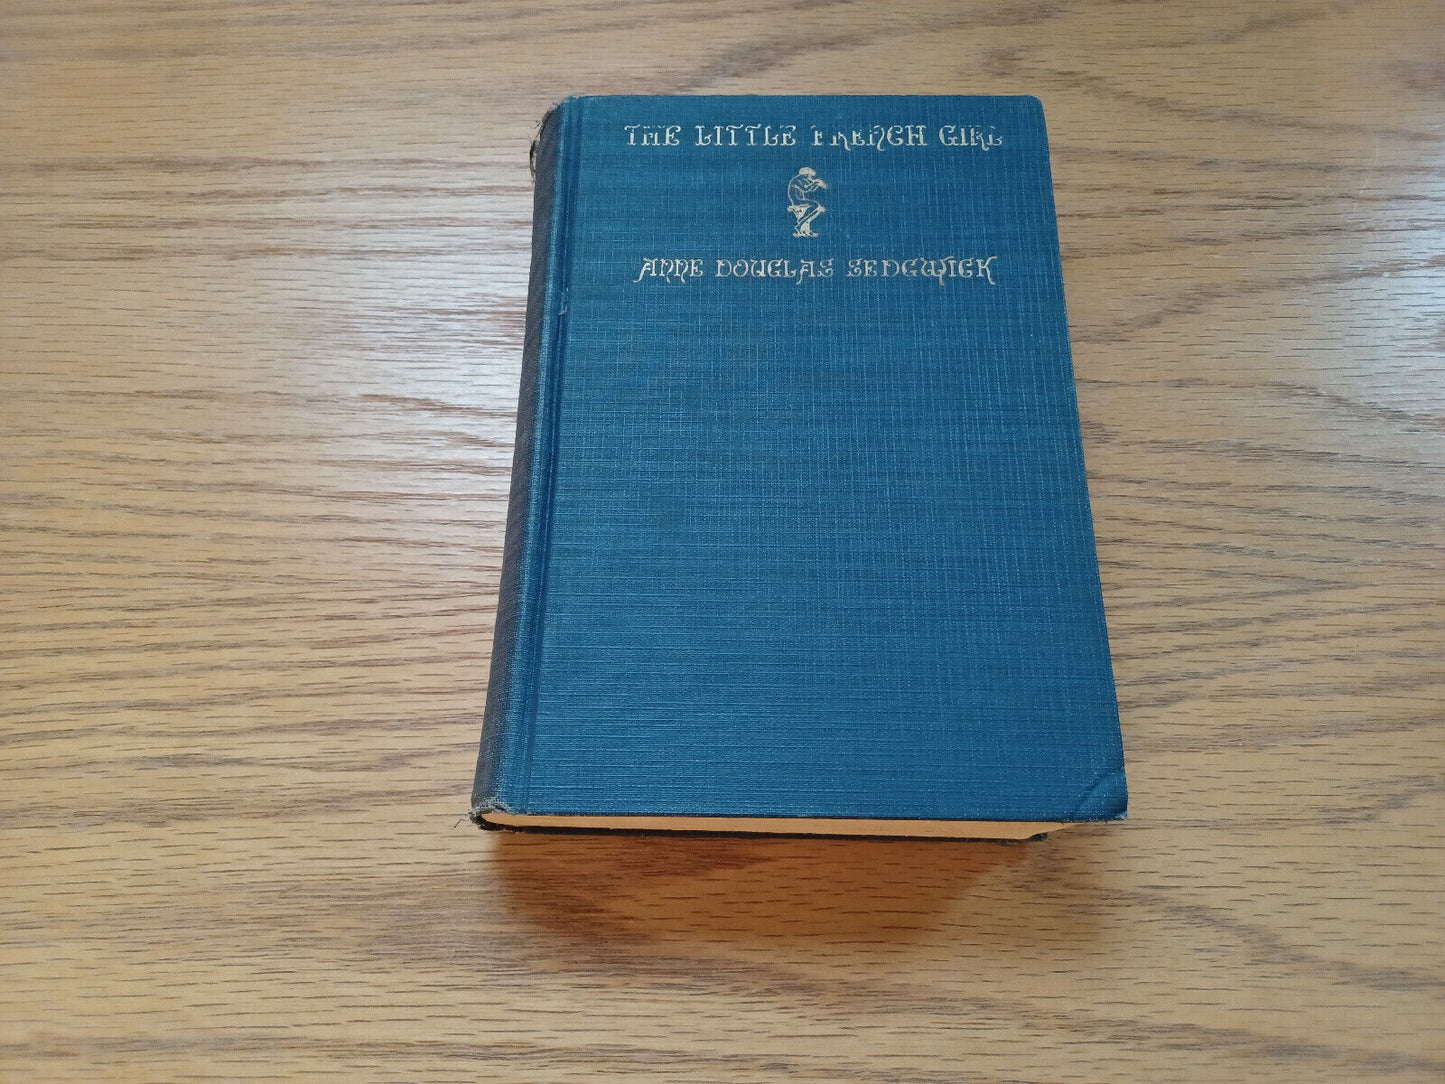 THE LITTLE FRENCH GIRL
ANNE DOUGLAS SEDGWICK